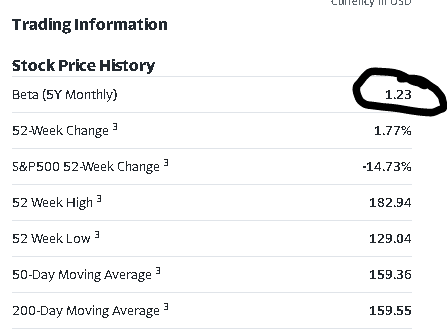 Currency in USD
Trading Information
Stock Price History
Beta (5Y Monthly) 1.23
52-Week Change 3 1.77%
S&P500 52-Week Change 3 -14.73%
52 Week High 3 182.94
52 Week Low 3 129.04
50-Day Moving Average 3 159.36
200-Day Moving Average 3 159.55